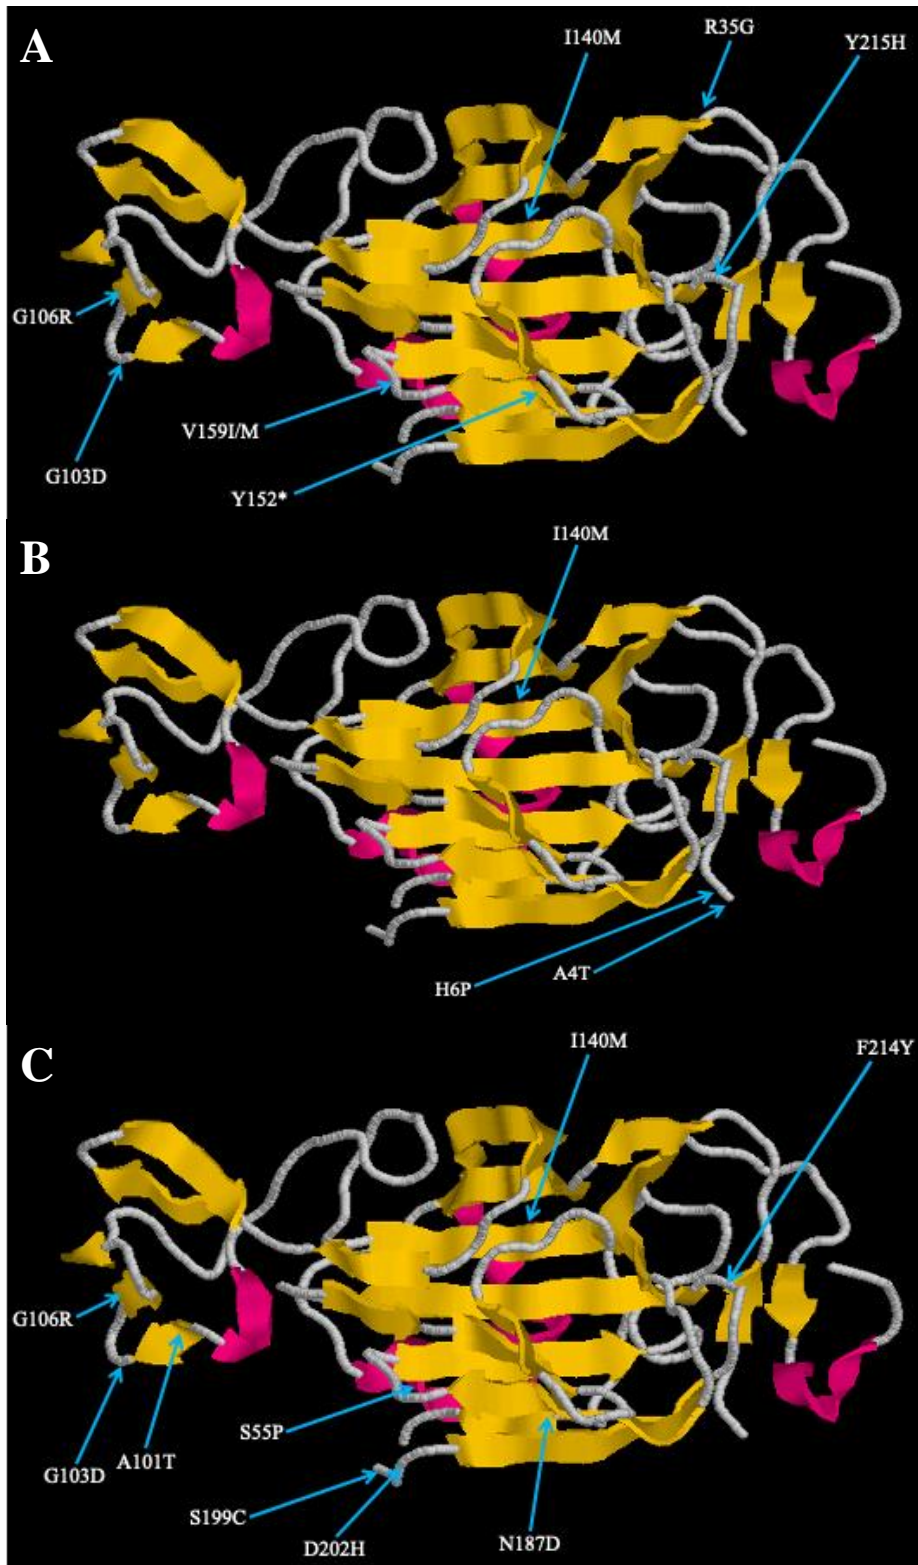 A
I140M
R35G
Y215H
G106R
V159I/M
G103D
Y152*
B
I140M
A4T
H6P
C
I140M
F214Y
G106R
S55P
A101T
G103D
S199C
N187D
D202H